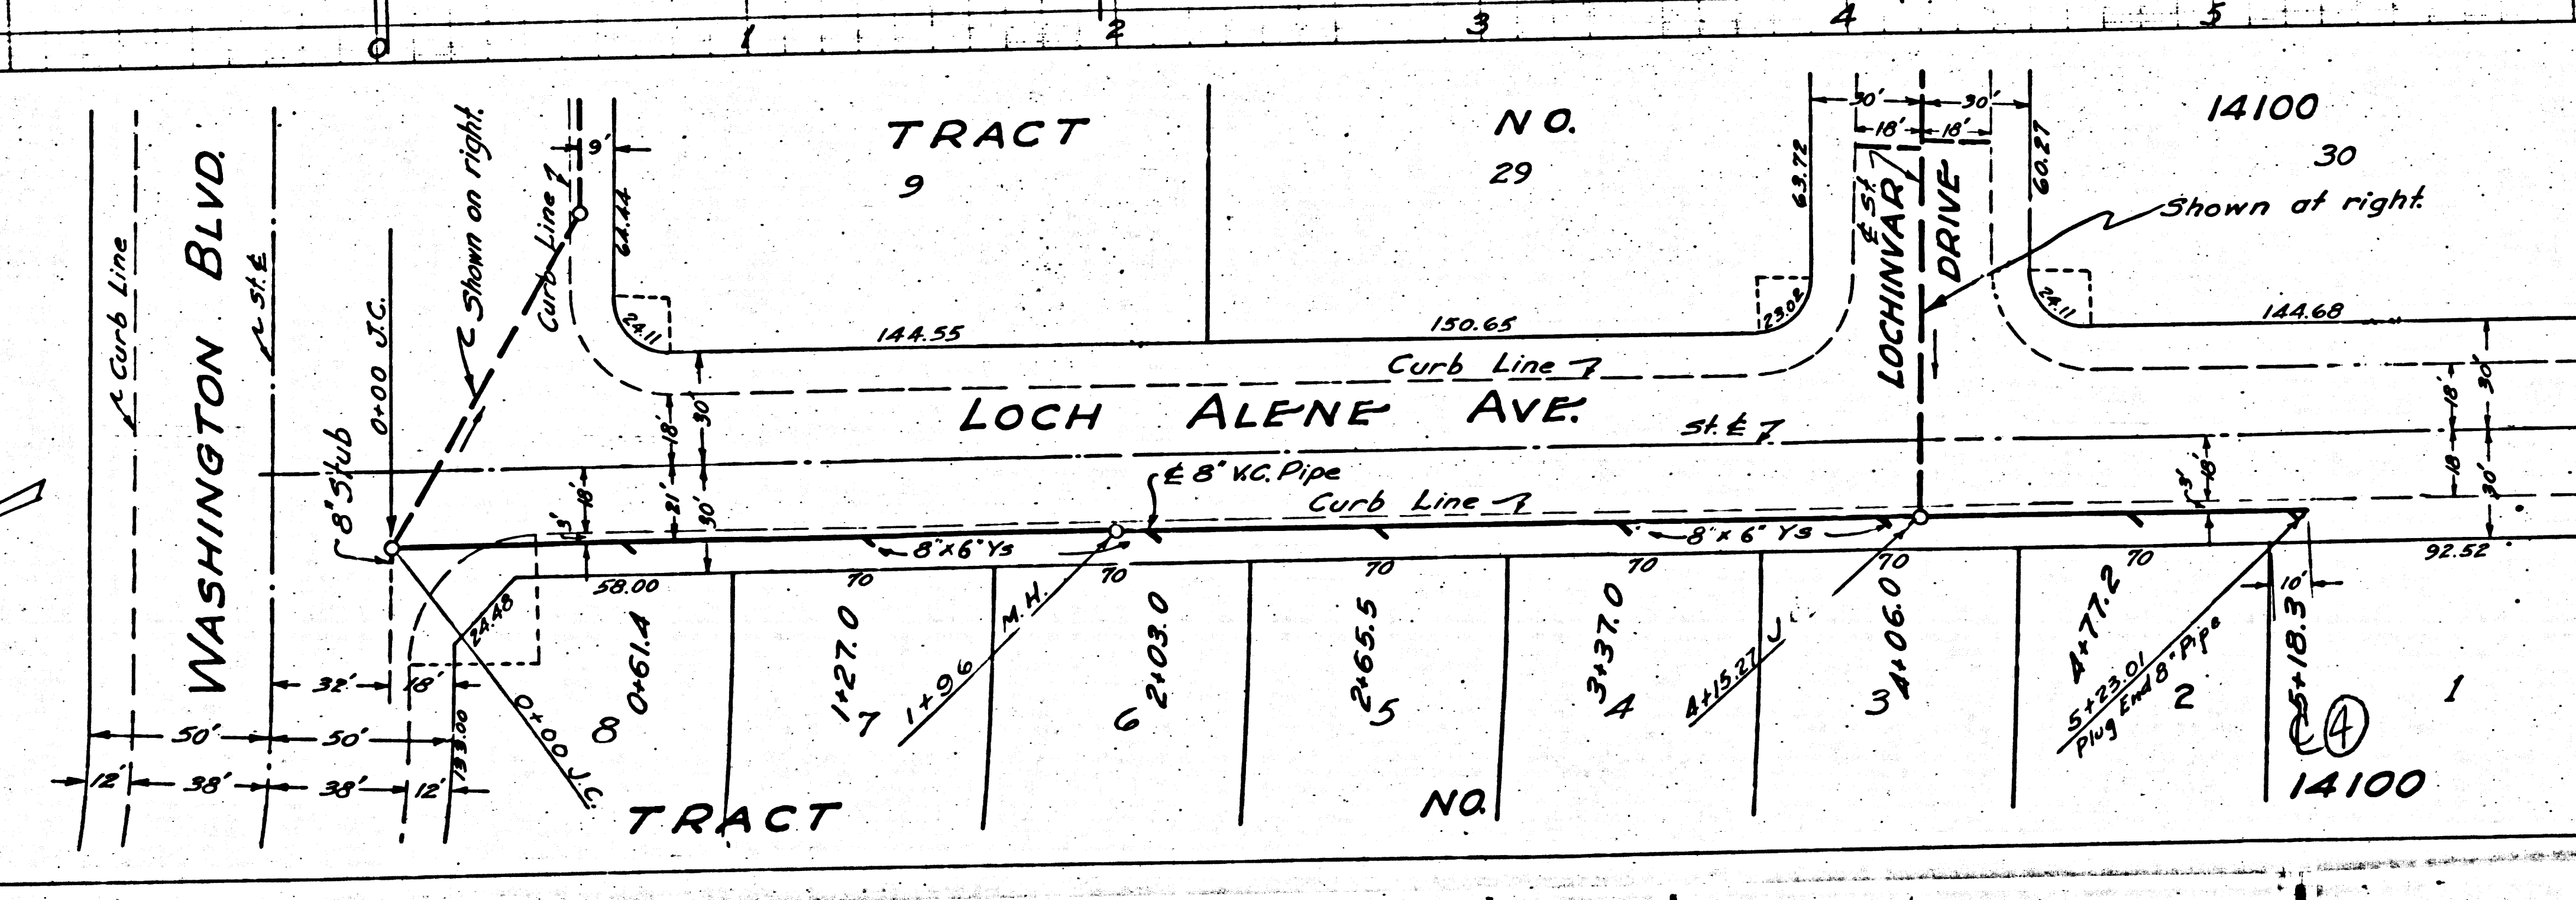 1 2 3 4 5
TRACT NO. 14100
9 29 30
WASHINGTON BLVD.
Curb Line
St. ℄
0+00 J.C.
8" Stub
Shown on right.
Curb Line
9'
64.44
24.11
144.55
150.65
63.72
23.02
30' 30'
18' 18'
℄ St.
LOCHINVAR
DRIVE
60.27
24.11
Shown at right.
144.68
Curb Line
LOCH ALENE AVE.
St. ℄
℄ 8" V.C. Pipe
Curb Line
18' 30'
21' 30'
18' 3'
3' 18'
18' 30'
18 30'
8"x6" Ys
8"x6" Ys
58.00 70 70 70 70 70 70 92.52
24.48
10'
0+61.4
1+27.0
1+96 M.H.
2+03.0
2+65.5
3+37.0
4+15.27 J.
4+06.0
4+77.2
5+23.01
Plug End 8" Pipe
5+18.3
4
8 7 6 5 4 3 2 1
32' 18'
50' 50'
12' 38' 38' 12'
0+00 J.C.
TRACT NO. 14100